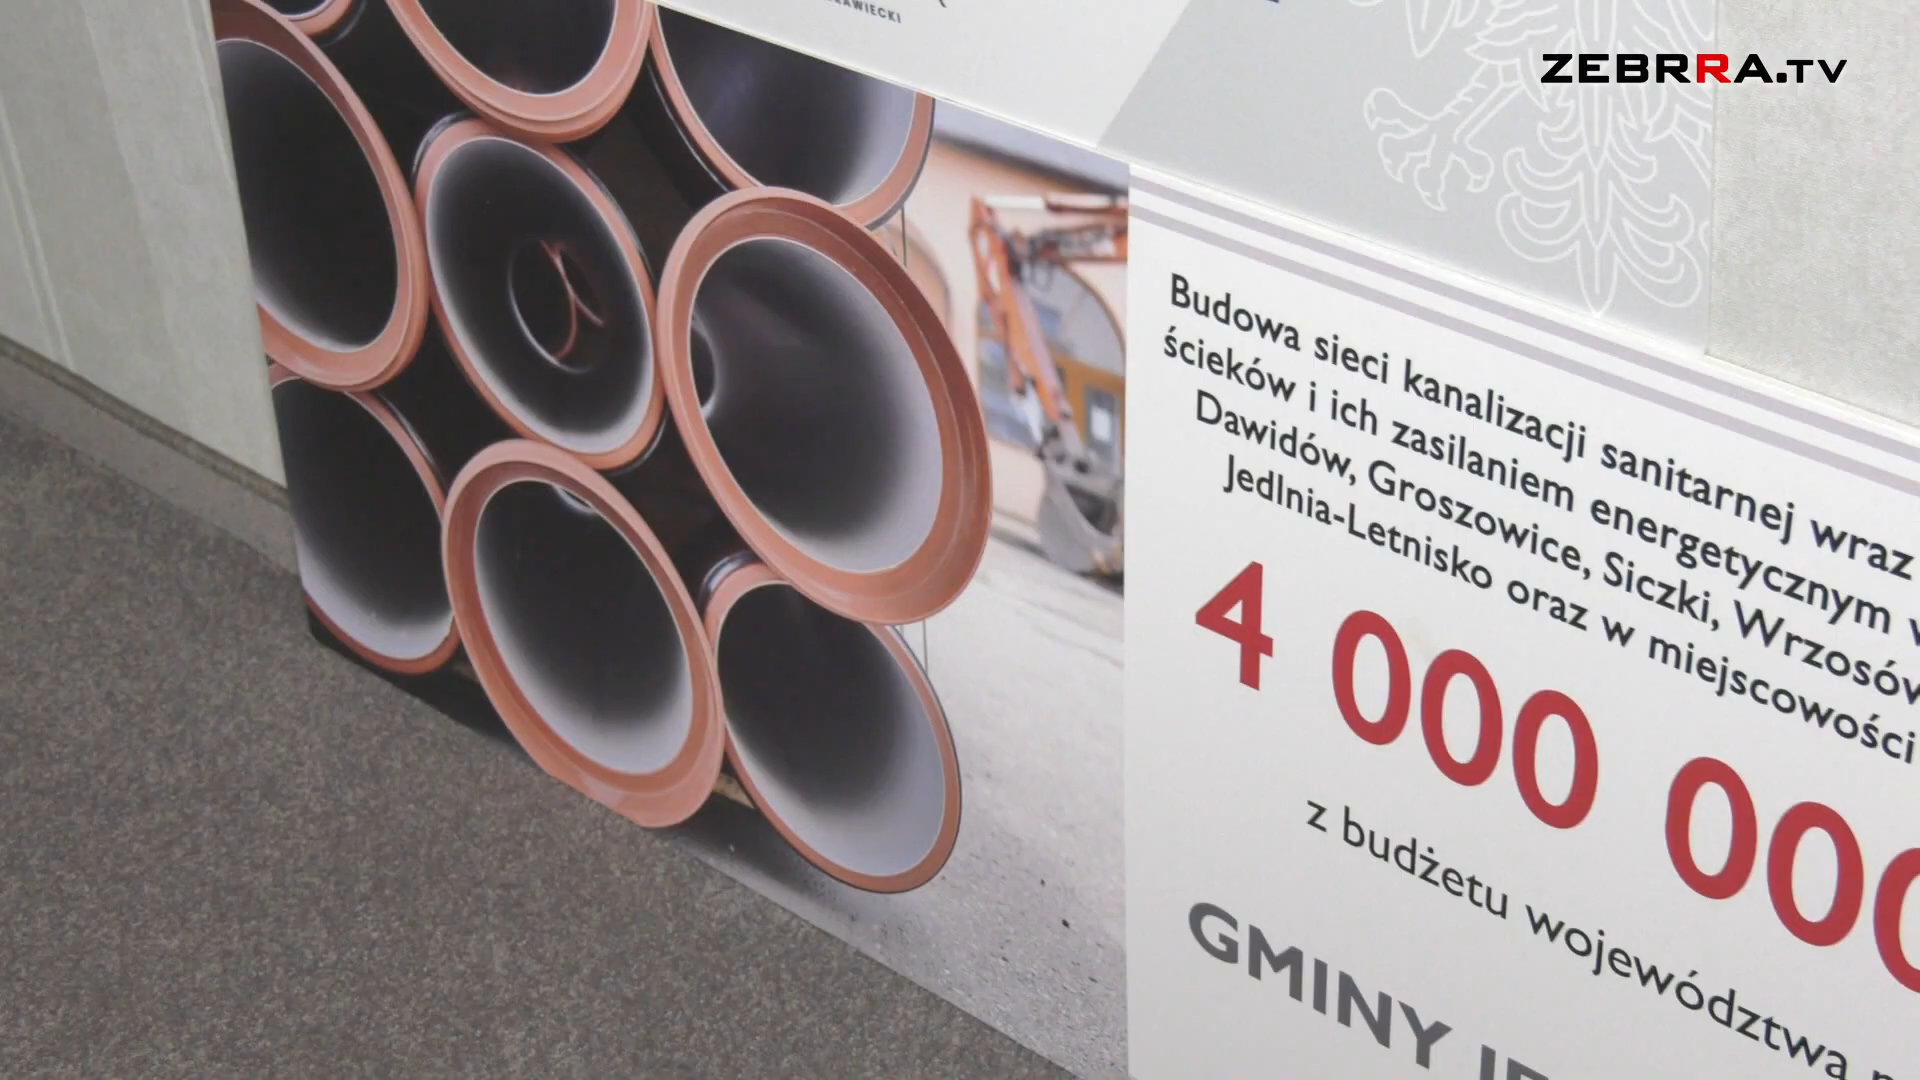 ZEBRRA.TV
Budowa sieci kanalizacji sanitarnej wraz
ścieków i ich zasilaniem energetycznym
Dawidów, Groszowice, Siczki, Wrzosów
Jedlnia-Letnisko oraz w miejscowości
4 000 000
z budżetu województwa
GMINY